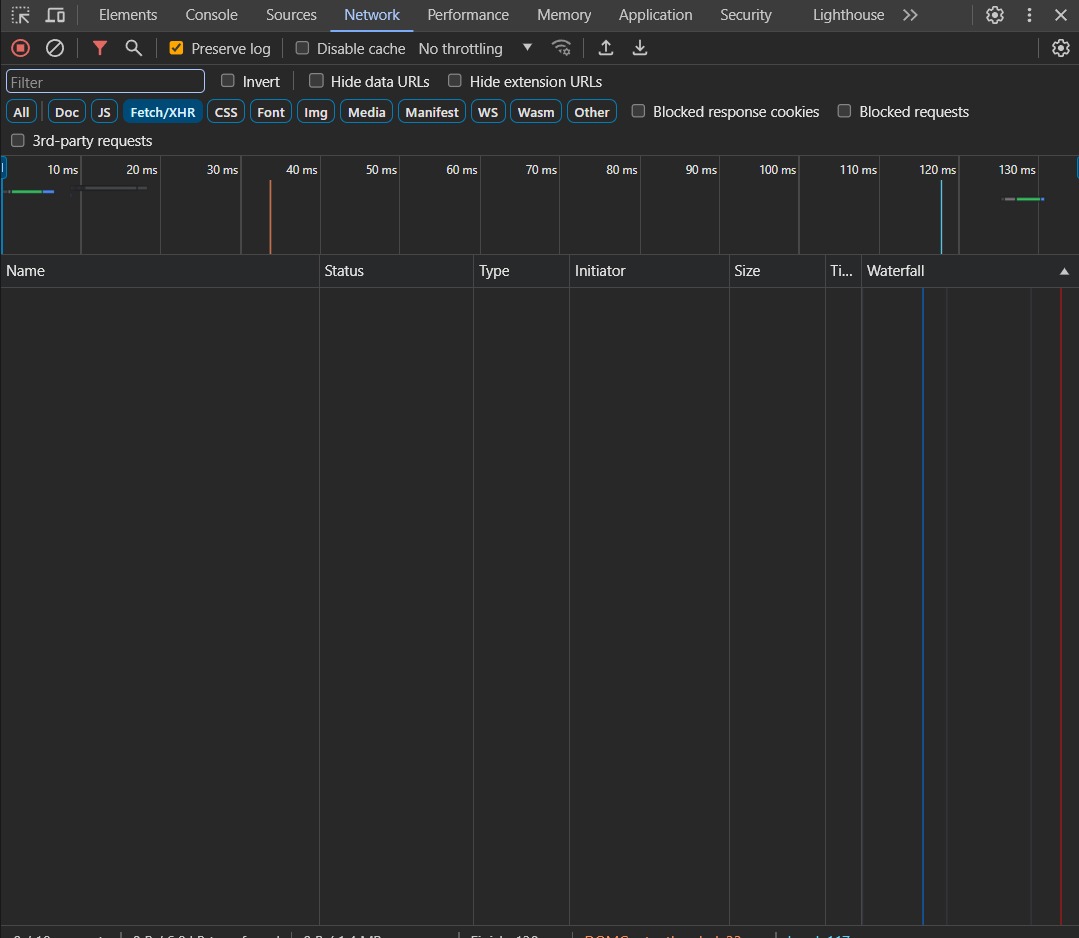 Elements Console Sources Network Performance Memory Application Security Lighthouse
Preserve log Disable cache No throttling
Filter Invert Hide data URLs Hide extension URLs
All Doc JS Fetch/XHR CSS Font Img Media Manifest WS Wasm Other Blocked response cookies Blocked requests
3rd-party requests
10 ms 20 ms 30 ms 40 ms 50 ms 60 ms 70 ms 80 ms 90 ms 100 ms 110 ms 120 ms 130 ms
Name Status Type Initiator Size Ti... Waterfall